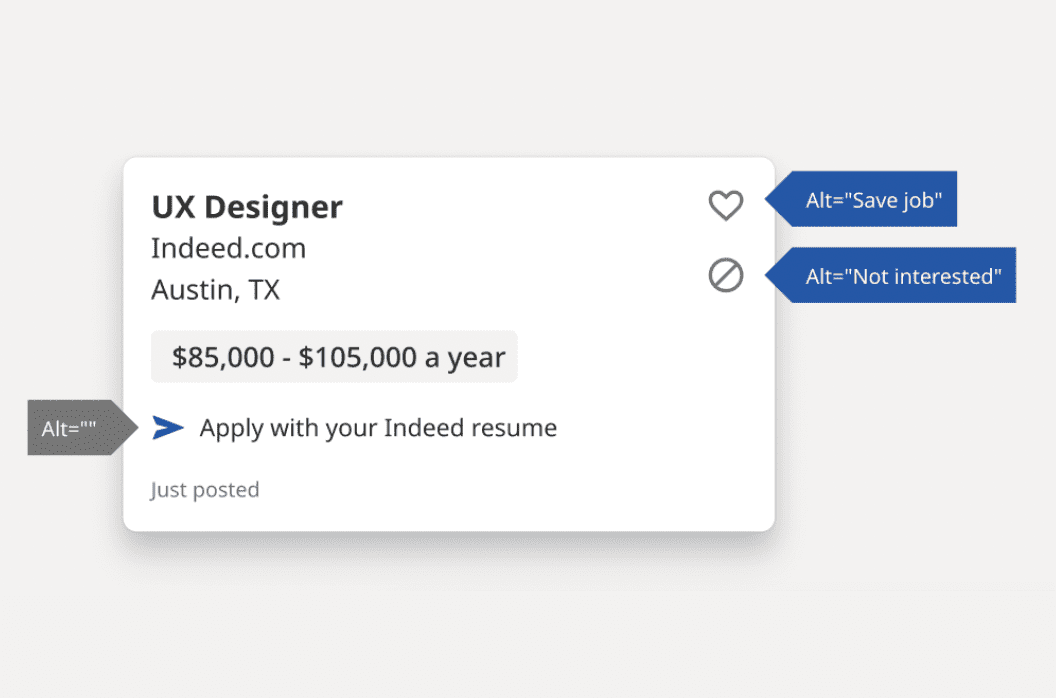 UX Designer
Alt="Save job"
Indeed.com
Alt="Not interested"
Austin, TX
$85,000 - $105,000 a year
Alt=""
Apply with your Indeed resume
Just posted